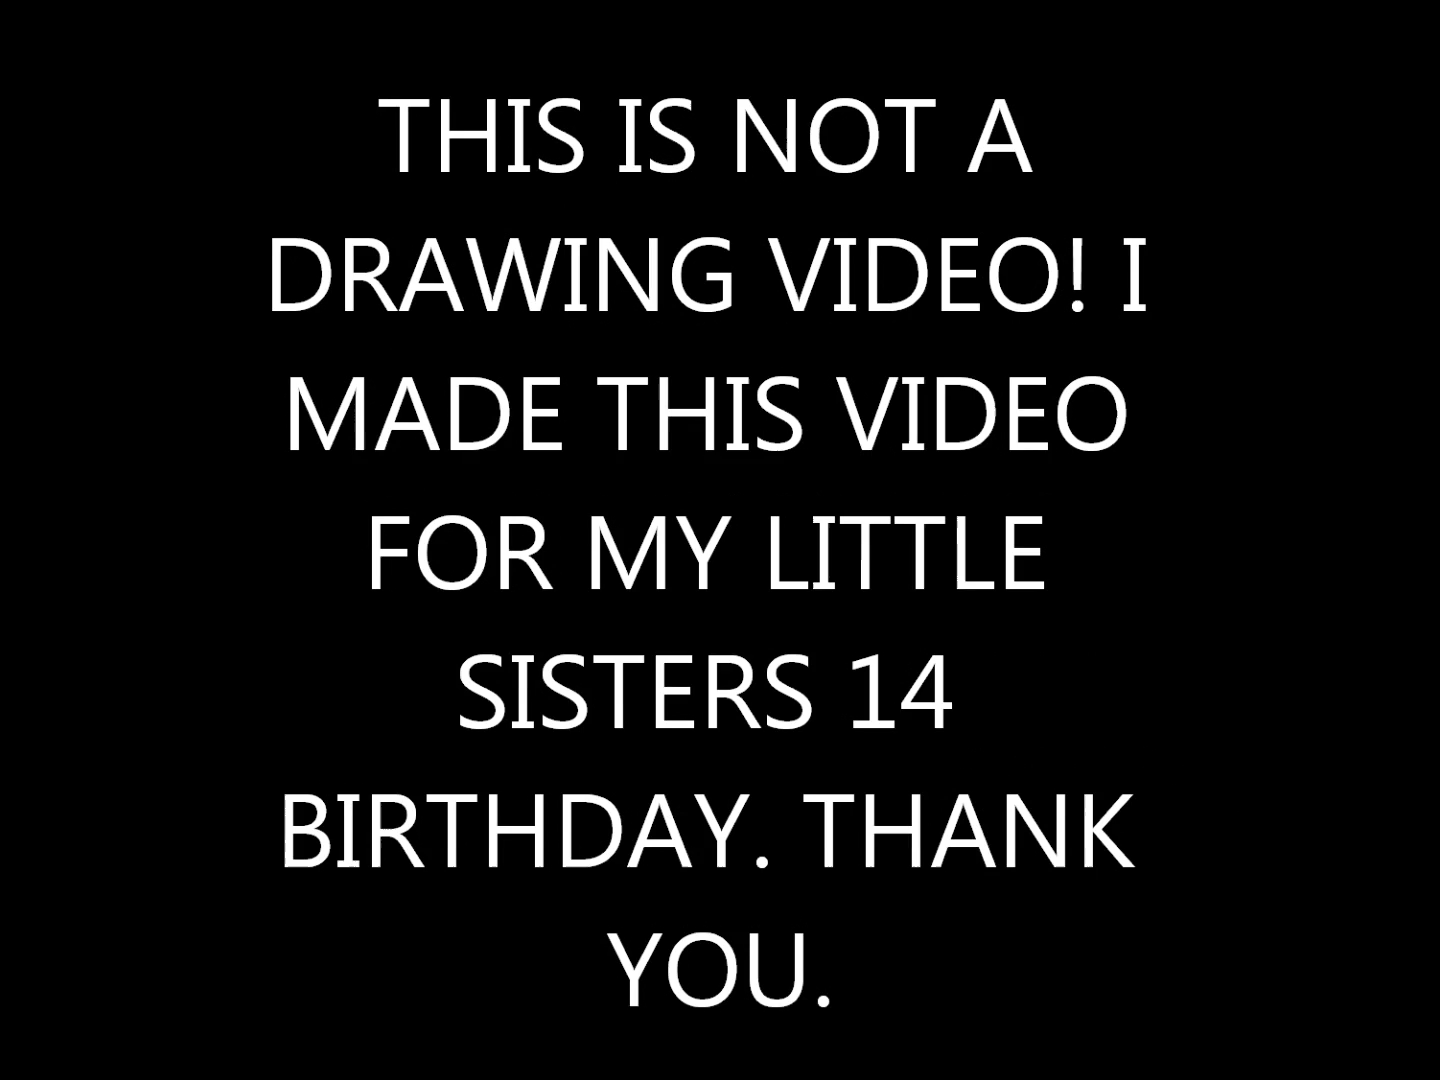 THIS IS NOT A
DRAWING VIDEO! I
MADE THIS VIDEO
FOR MY LITTLE
SISTERS 14
BIRTHDAY. THANK
YOU.